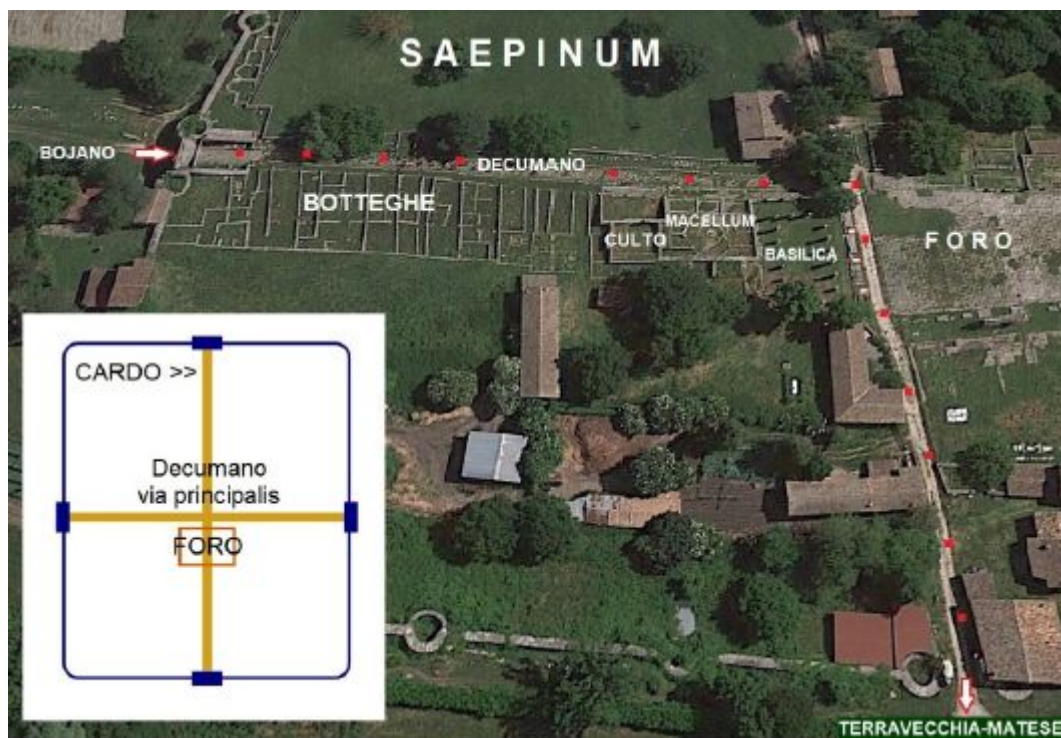 SAEPINUM
BOJANO
DECUMANO
BOTTEGHE
MACELLUM
CULTO
BASILICA
FORO
CARDO >>
Decumano
via principalis
FORO
TERRAVECCHIA-MATESE